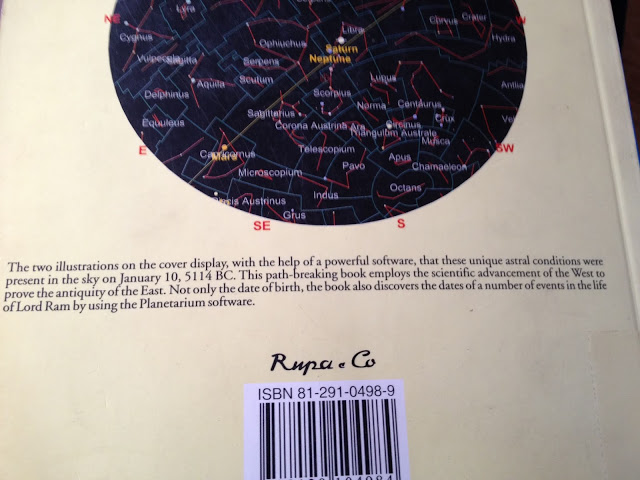 Lyra
NE
W
Cygnus
Libra
Corvus
Crater
Ophiuchus
Saturn
Hydra
Neptune
Vulpecula
Sagitta
Serpens
Aquila
Scutum
Lupus
Antlia
Delphinus
Scorpius
Norma
Centaurus
Equuleus
Sagittarius
Crux
Corona Austrina
Ara
Circinus
Triangulum Australe
Musca
E
Capricornus
Mars
Telescopium
Apus
SW
Microscopium
Pavo
Chamaeleon
Octans
Piscis Austrinus
Indus
Grus
SE
S
The two illustrations on the cover display, with the help of a powerful software, that these unique astral conditions were
present in the sky on January 10, 5114 BC. This path-breaking book employs the scientific advancement of the West to
prove the antiquity of the East. Not only the date of birth, the book also discovers the dates of a number of events in the life
of Lord Ram by using the Planetarium software.
Rupa & Co
ISBN 81-291-0498-9